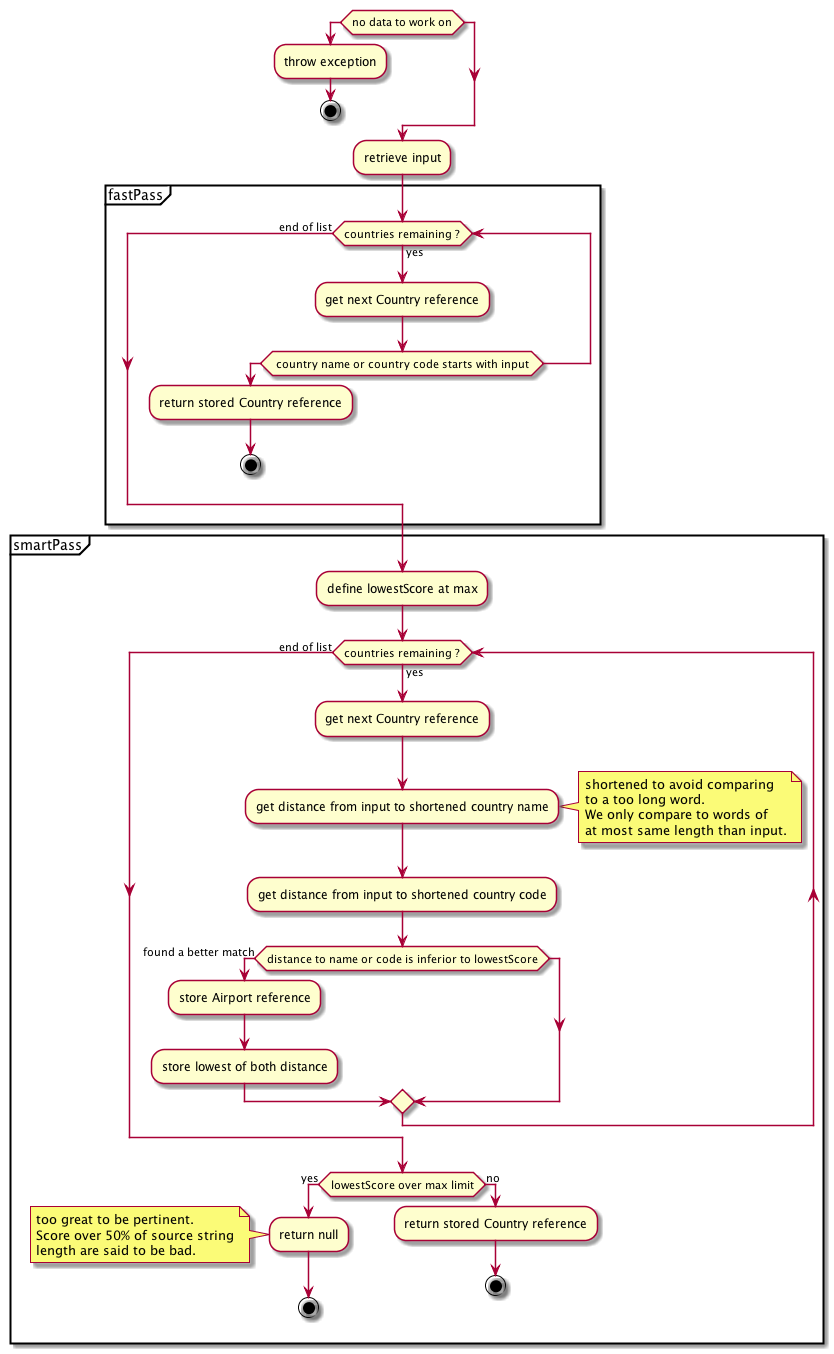 no data to work on
throw exception
retrieve input
fastPass
end of list
countries remaining ?
yes
get next Country reference
country name or country code starts with input
return stored Country reference
smartPass
define lowestScore at max
end of list
countries remaining ?
yes
get next Country reference
get distance from input to shortened country name
shortened to avoid comparing
to a too long word.
We only compare to words of
at most same length than input.
get distance from input to shortened country code
found a better match
distance to name or code is inferior to lowestScore
store Airport reference
store lowest of both distance
yes
lowestScore over max limit
no
too great to be pertinent.
Score over 50% of source string
length are said to be bad.
return null
return stored Country reference